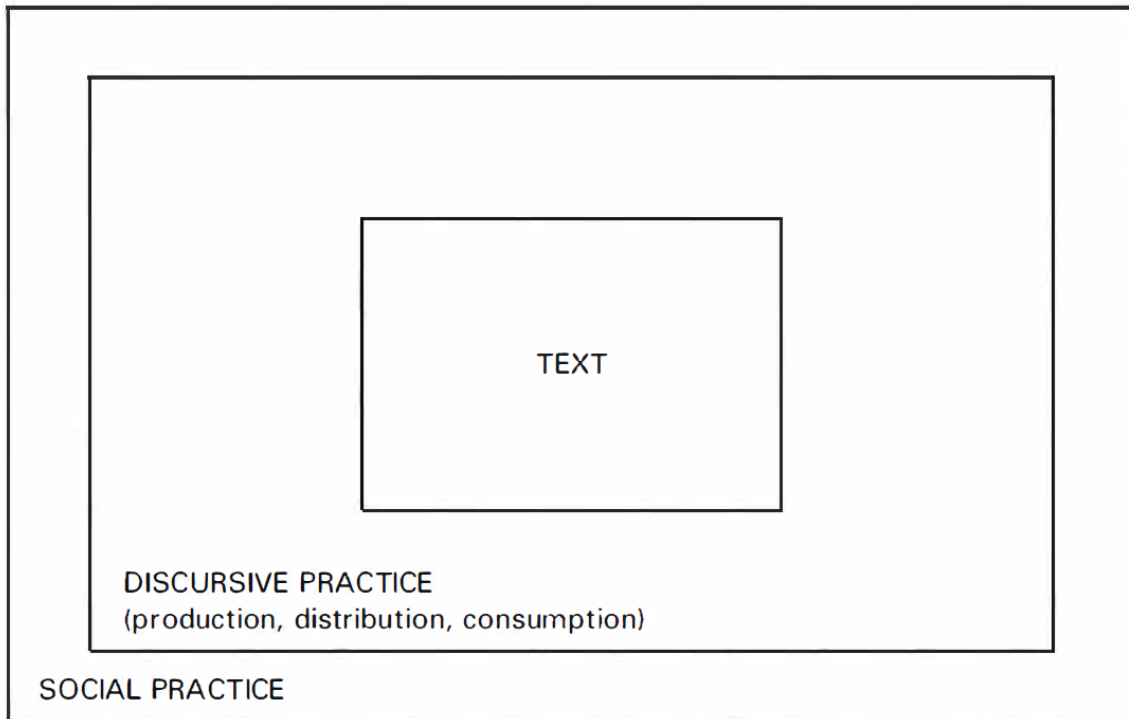 TEXT
DISCURSIVE PRACTICE
(production, distribution, consumption)
SOCIAL PRACTICE